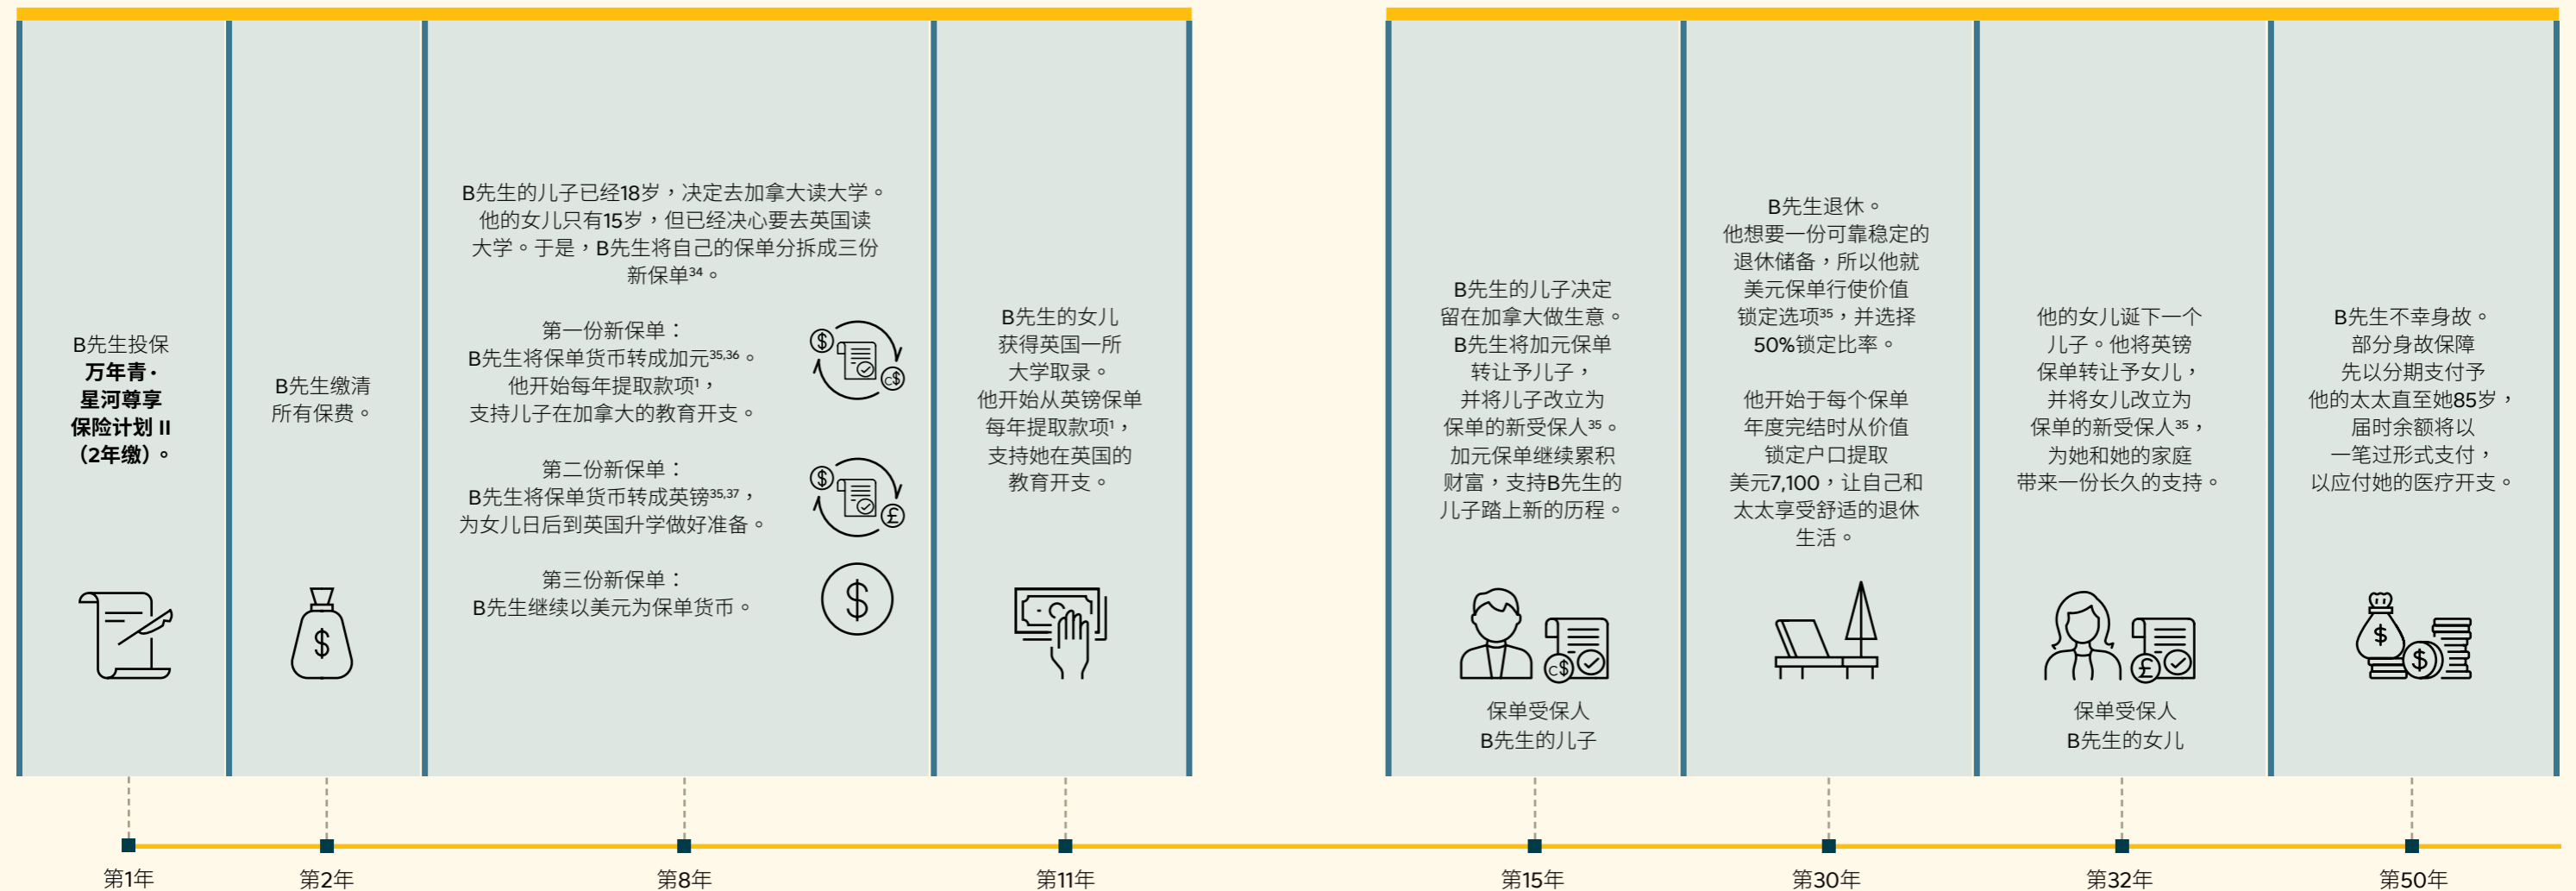 B先生投保
万年青·
星河尊享
保险计划 II
（2年缴）。
B先生缴清
所有保费。
B先生的儿子已经18岁，决定去加拿大读大学。
他的女儿只有15岁，但已经决心要去英国读
大学。于是，B先生将自己的保单分拆成三份
新保单³⁴。
第一份新保单：
B先生将保单货币转成加元³⁵,³⁶。
他开始每年提取款项¹，
支持儿子在加拿大的教育开支。
$
C$
第二份新保单：
B先生将保单货币转成英镑³⁵,³⁷，
为女儿日后到英国升学做好准备。
$
£
第三份新保单：
B先生继续以美元为保单货币。
$
B先生的女儿
获得英国一所
大学取录。
他开始从英镑保单
每年提取款项¹，
支持她在英国的
教育开支。
B先生的儿子决定
留在加拿大做生意。
B先生将加元保单
转让予儿子，
并将儿子改立为
保单的新受保人³⁵。
加元保单继续累积
财富，支持B先生的
儿子踏上新的历程。
C$
保单受保人
B先生的儿子
B先生退休。
他想要一份可靠稳定的
退休储备，所以他就
美元保单行使价值
锁定选项³⁵，并选择
50%锁定比率。
他开始于每个保单
年度完结时从价值
锁定户口提取
美元7,100，让自己和
太太享受舒适的退休
生活。
他的女儿诞下一个
儿子。他将英镑
保单转让予女儿，
并将女儿改立为
保单的新受保人³⁵，
为她和她的家庭
带来一份长久的支持。
£
保单受保人
B先生的女儿
B先生不幸身故。
部分身故保障
先以分期支付予
他的太太直至她85岁，
届时余额将以
一笔过形式支付，
以应付她的医疗开支。
$
$
$
第1年
第2年
第8年
第11年
第15年
第30年
第32年
第50年